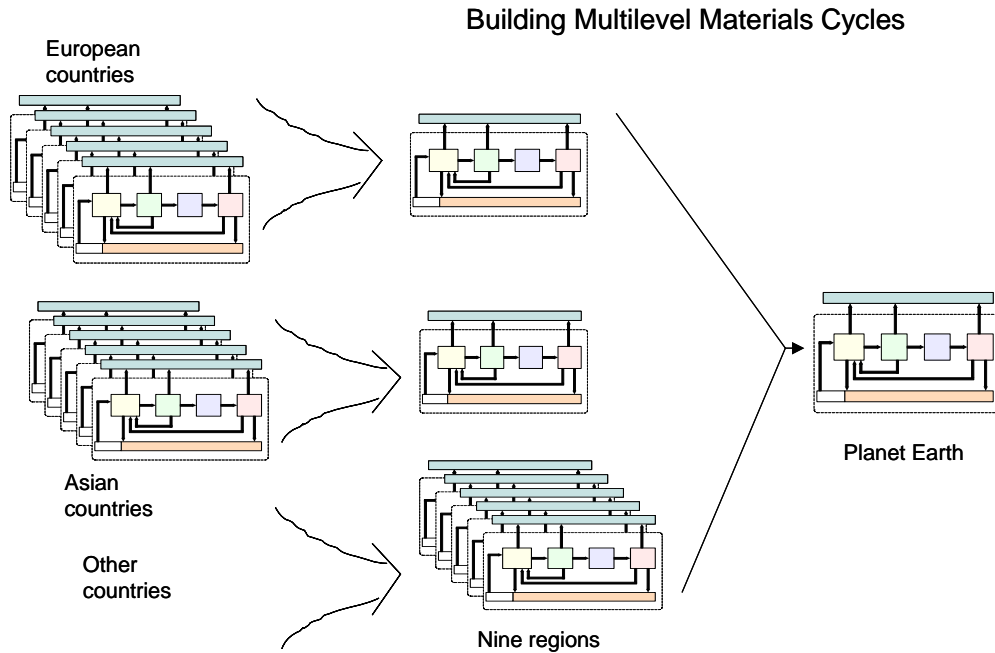 Building Multilevel Materials Cycles
European
countries
Asian
countries
Other
countries
Nine regions
Planet Earth